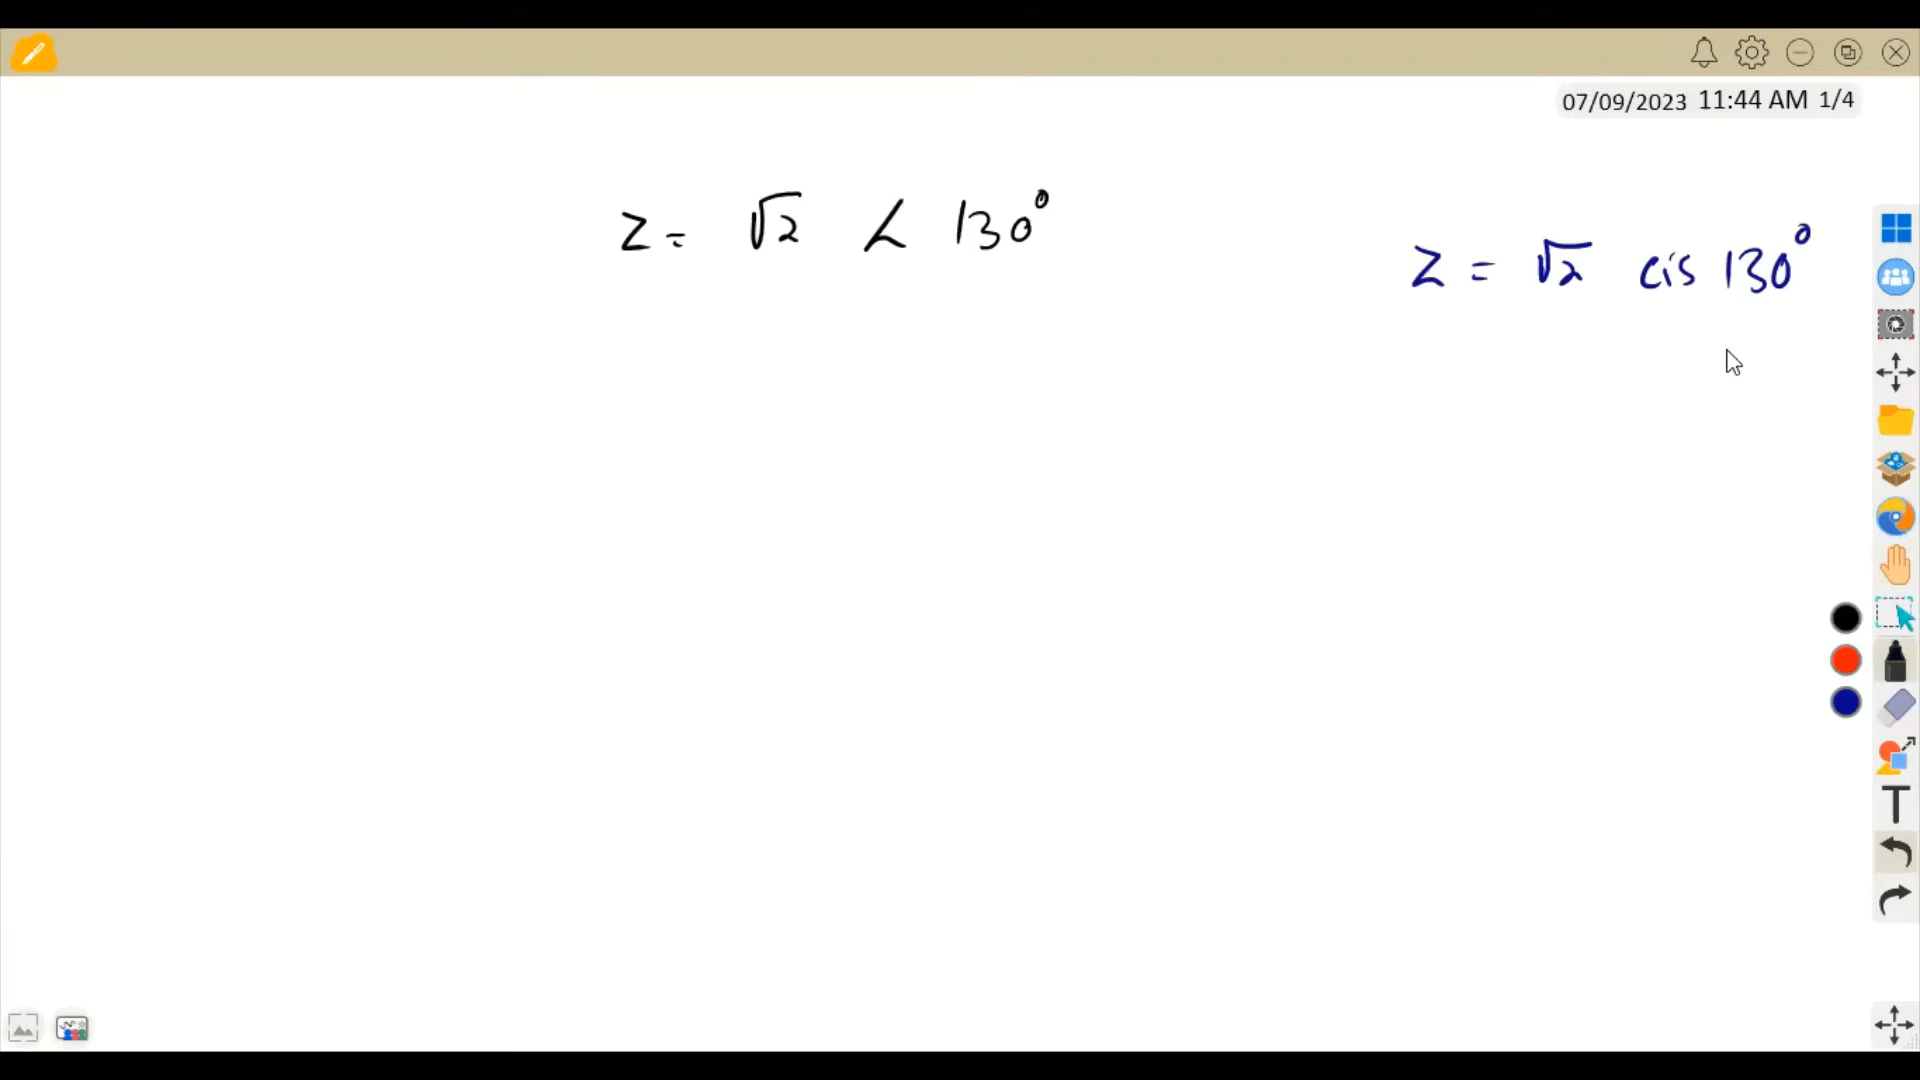 07/09/2023 11:44 AM 1/4
z = √2 ∠ 130°
z = √2 cis 130°
T